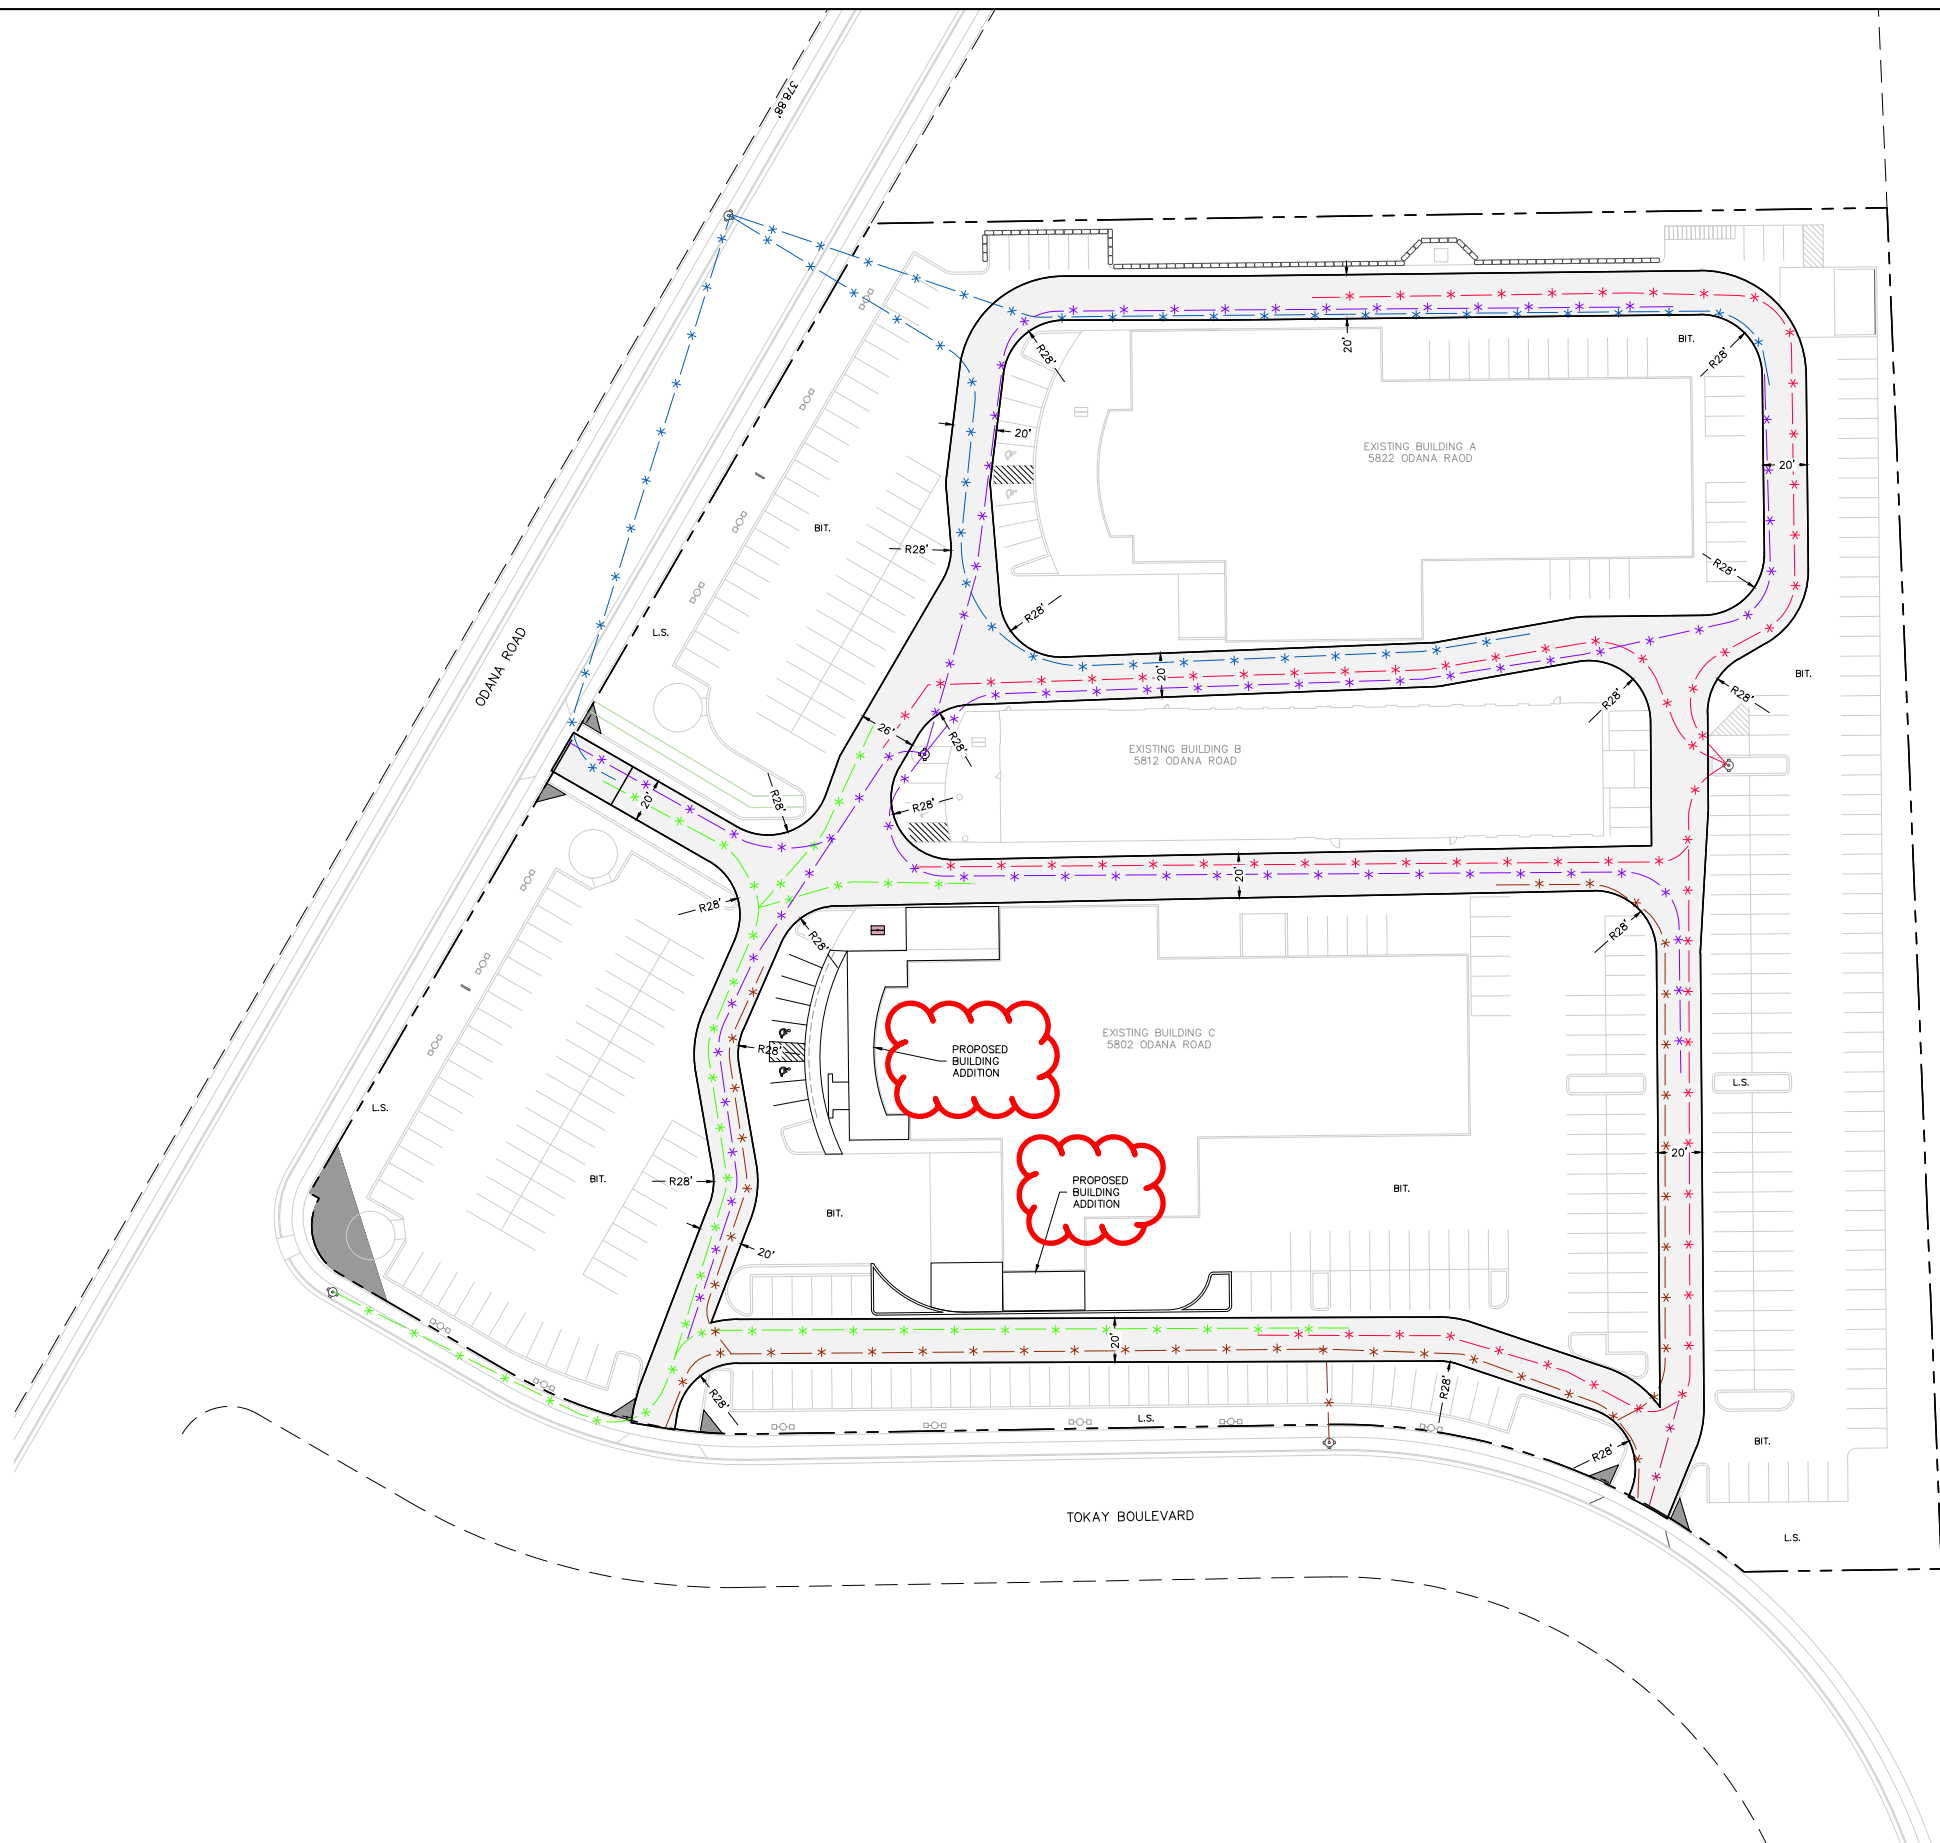 378.88'
20'
BIT.
R28'
R28'
20'
EXISTING BUILDING A
5822 ODANA RAOD
20'
BIT.
R28'
R28'
R28'
L.S.
ODANA ROAD
20'
BIT.
R28'
R28'
26'
R28'
EXISTING BUILDING B
5812 ODANA ROAD
20'
R28'
R28'
20'
R28'
R28'
R28'
EXISTING BUILDING C
5802 ODANA ROAD
PROPOSED
BUILDING
ADDITION
R28'
L.S.
L.S.
20'
BIT.
R28'
PROPOSED
BUILDING
ADDITION
BIT.
BIT.
20'
20'
R28'
R28'
L.S.
BIT.
R28'
TOKAY BOULEVARD
L.S.